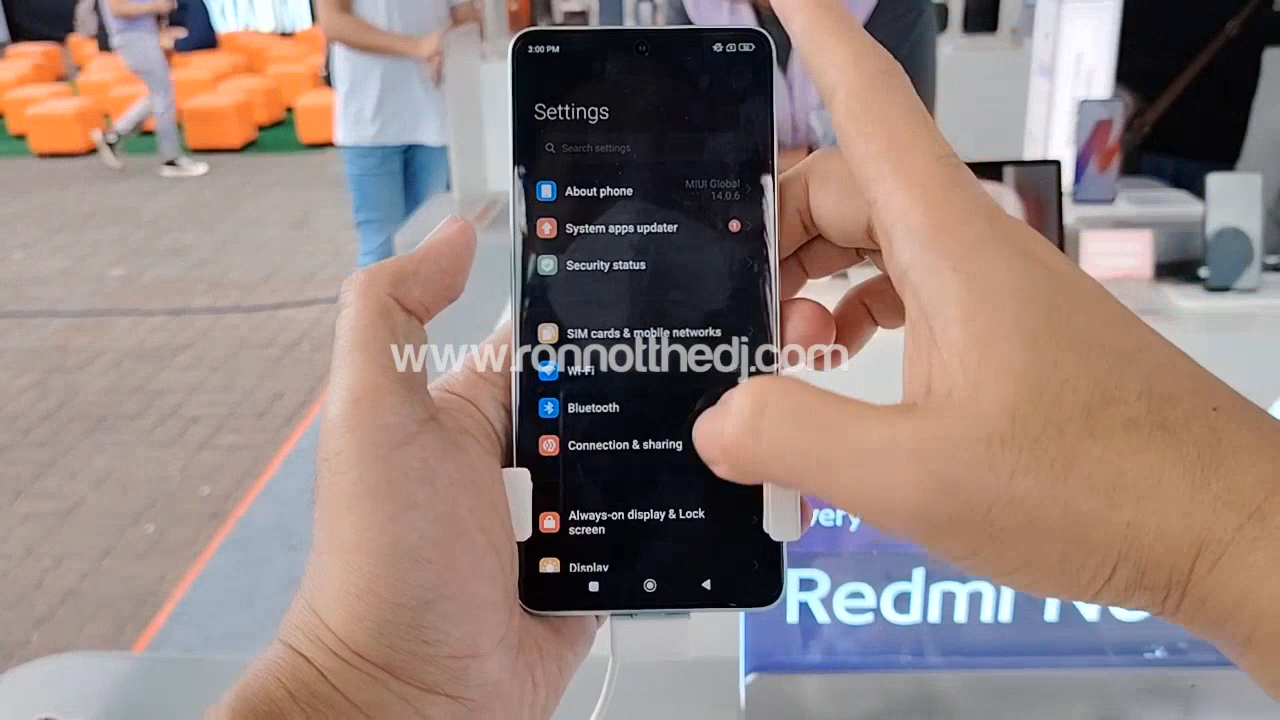 3:00 PM
Settings
Search settings
About phone
MIUI Global
14.0.6
System apps updater
1
Security status
SIM cards & mobile networks
www.ronnotthedj.com
Wi-Fi
Bluetooth
Connection & sharing
Always-on display & Lock
screen
Display
very
Redmi No